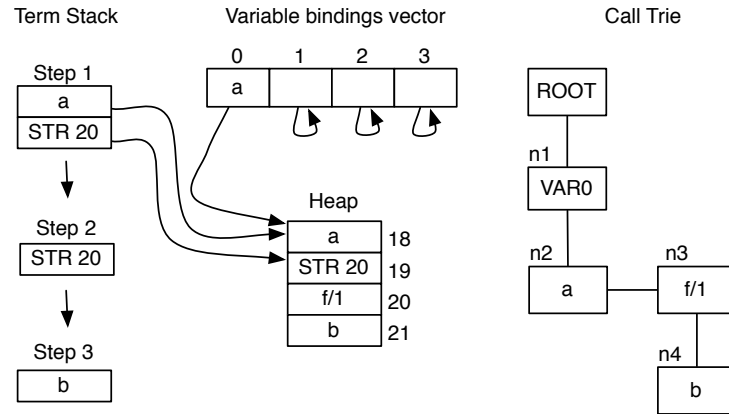 Term Stack
Variable bindings vector
Call Trie
Step 1
a
STR 20
0 1 2 3
a
ROOT
n1
VAR0
Step 2
STR 20
Heap
a 18
STR 20 19
f/1 20
b 21
n2
a
n3
f/1
Step 3
b
n4
b